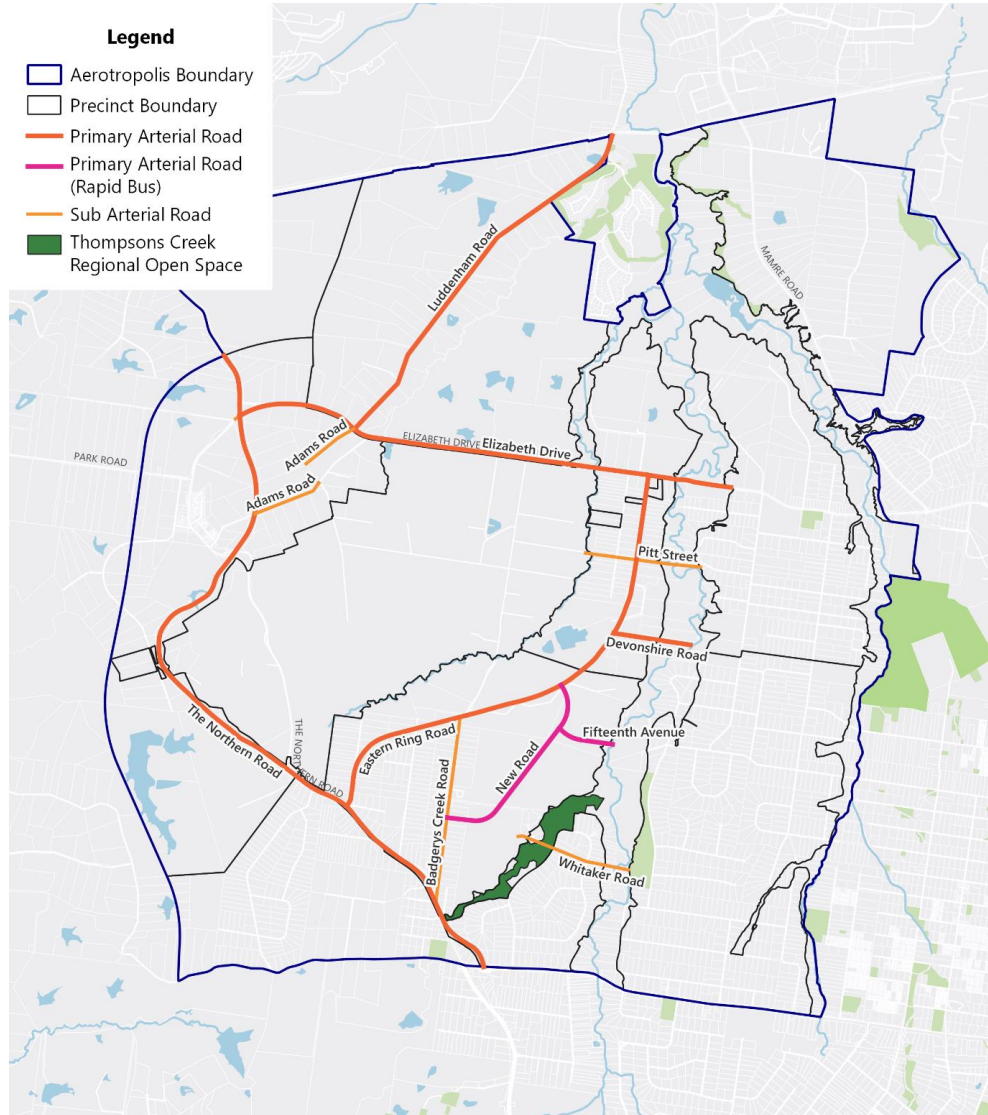 Legend
Aerotropolis Boundary
Precinct Boundary
Primary Arterial Road
Primary Arterial Road
(Rapid Bus)
Sub Arterial Road
Thompsons Creek
Regional Open Space
MAMRE ROAD
Luddenham Road
Adams Road
ELIZABETH DRIVE
Elizabeth Drive
PARK ROAD
Adams Road
Pitt Street
Devonshire Road
The Northern Road
THE NORTHERN ROAD
Eastern Ring Road
Fifteenth Avenue
New Road
Badgerys Creek Road
Whitaker Road